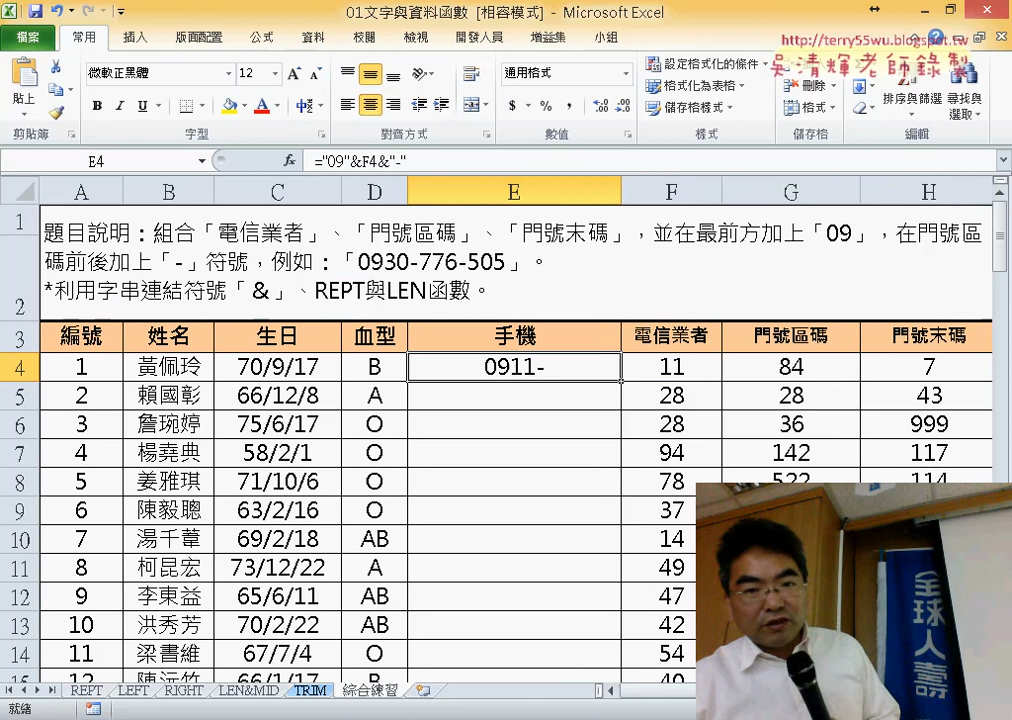 01文字與資料函數 [相容模式] - Microsoft Excel
檔案 常用 插入 版面配置 公式 資料 校閱 檢視 開發人員 增益集 小組
http://terry55wu.blogspot.tw
吳清輝老師錄製
貼上 微軟正黑體 12 通用格式 設定格式化的條件 格式化為表格 儲存格樣式 刪除 格式 排序與篩選 尋找與選取
剪貼簿 字型 對齊方式 數值 樣式 儲存格 編輯
E4 fx ="09"&F4&"-"
A B C D E F G H
1 題目說明：組合「電信業者」、「門號區碼」、「門號末碼」，並在最前方加上「09」，在門號區
碼前後加上「-」符號，例如：「0930-776-505」。
2 *利用字串連結符號「&」、REPT與LEN函數。
3 編號 姓名 生日 血型 手機 電信業者 門號區碼 門號末碼
4 1 黃佩玲 70/9/17 B 0911- 11 84 7
5 2 賴國彰 66/12/8 A 28 28 43
6 3 詹琬婷 75/6/17 O 28 36 999
7 4 楊堯典 58/2/1 O 94 142 117
8 5 姜雅琪 71/10/6 O 78 522 114
9 6 陳毅聰 63/2/16 O 37
10 7 湯千葦 69/2/18 AB 14
11 8 柯昆宏 73/12/22 A 49
12 9 李東益 65/6/11 AB 47
13 10 洪秀芳 70/2/22 AB 42
14 11 梁書維 67/7/4 O 54
REPT LEFT RIGHT LEN&MID TRIM 綜合練習
就緒
全球人壽